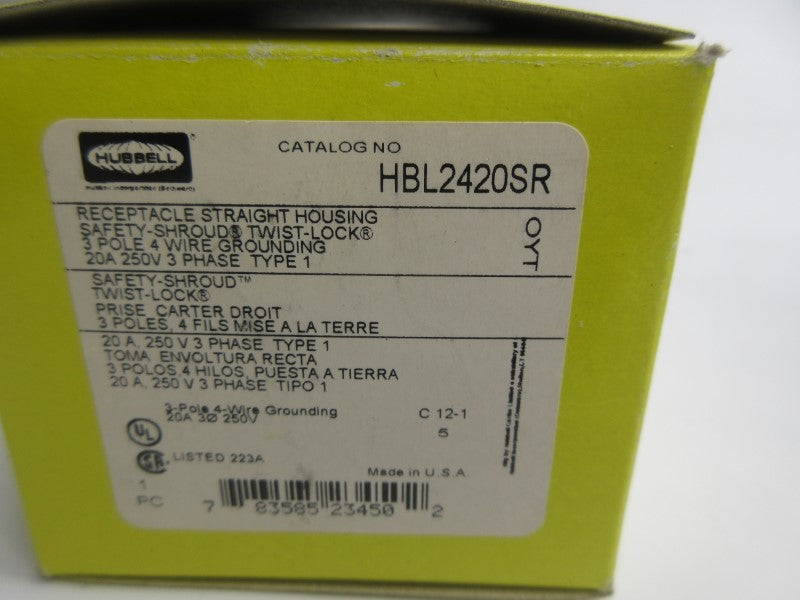 HUBBELL
CATALOG NO
HBL2420SR
RECEPTACLE STRAIGHT HOUSING
SAFETY-SHROUD® TWIST-LOCK®
3 POLE 4 WIRE GROUNDING
20A 250V 3 PHASE TYPE 1
OYT
SAFETY-SHROUD™
TWIST-LOCK®
PRISE CARTER DROIT
3 POLES, 4 FILS MISE A LA TERRE
20 A, 250 V 3 PHASE TYPE 1
TOMA ENVOLTURA RECTA
3 POLOS 4 HILOS, PUESTA A TIERRA
20 A, 250 V 3 PHASE TIPO 1
3-Pole 4-Wire Grounding
20A 3Ø 250V
C 12-1
5
UL
LISTED 223A
Made in U.S.A.
1
PC
7 83585 23450 2